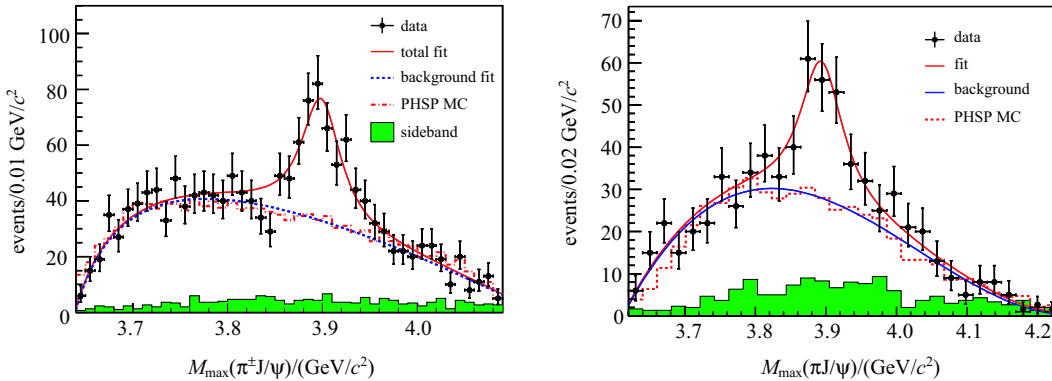 events/0.01 GeV/c²
100
80
60
40
20
0
data
total fit
background fit
PHSP MC
sideband
3.7
3.8
3.9
4.0
M_max(π±J/ψ)/(GeV/c²)
events/0.02 GeV/c²
70
60
50
40
30
20
10
0
data
fit
background
PHSP MC
3.7
3.8
3.9
4.0
4.1
4.2
M_max(πJ/ψ)/(GeV/c²)